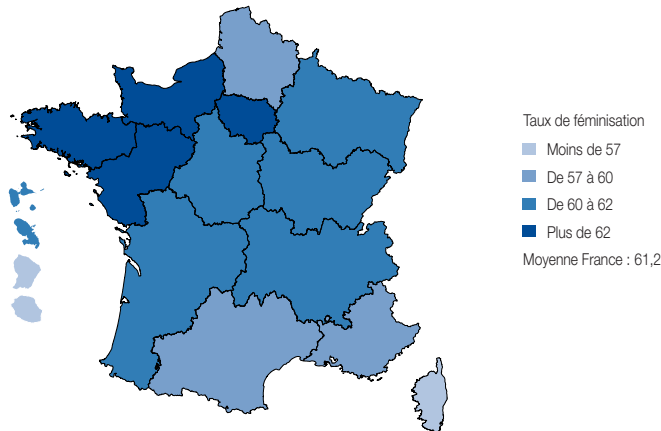 Taux de féminisation
Moins de 57
De 57 à 60
De 60 à 62
Plus de 62
Moyenne France : 61,2